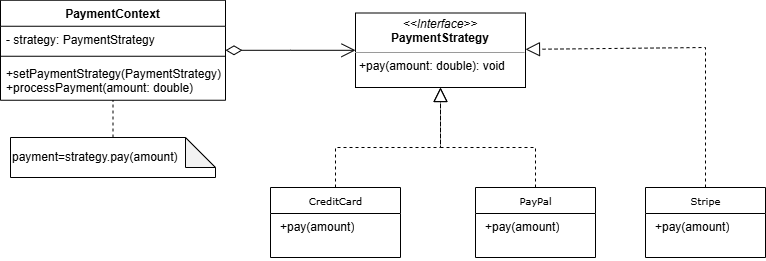 PaymentContext
- strategy: PaymentStrategy
+setPaymentStrategy(PaymentStrategy)
+processPayment(amount: double)
payment=strategy.pay(amount)
<<Interface>>
PaymentStrategy
+pay(amount: double): void
CreditCard
+pay(amount)
PayPal
+pay(amount)
Stripe
+pay(amount)